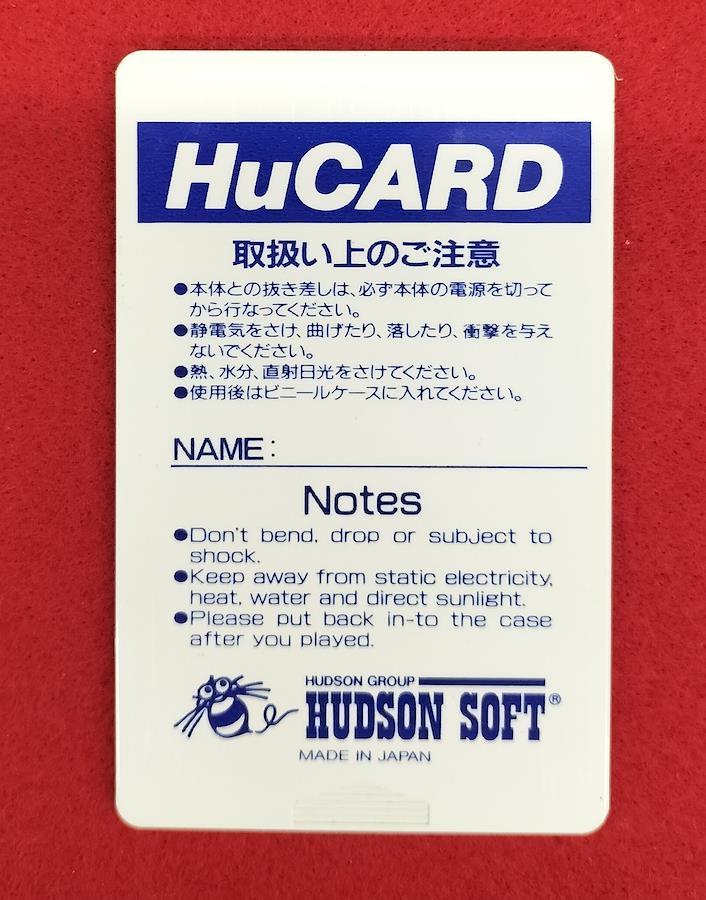 HuCARD
取扱い上のご注意
●本体との抜き差しは、必ず本体の電源を切って
から行なってください。
●静電気をさけ、曲げたり、落したり、衝撃を与え
ないでください。
●熱、水分、直射日光をさけてください。
●使用後はビニールケースに入れてください。
NAME:
Notes
●Don't bend, drop or subject to
shock.
●Keep away from static electricity,
heat, water and direct sunlight.
●Please put back in-to the case
after you played.
HUDSON GROUP
HUDSON SOFT®
MADE IN JAPAN